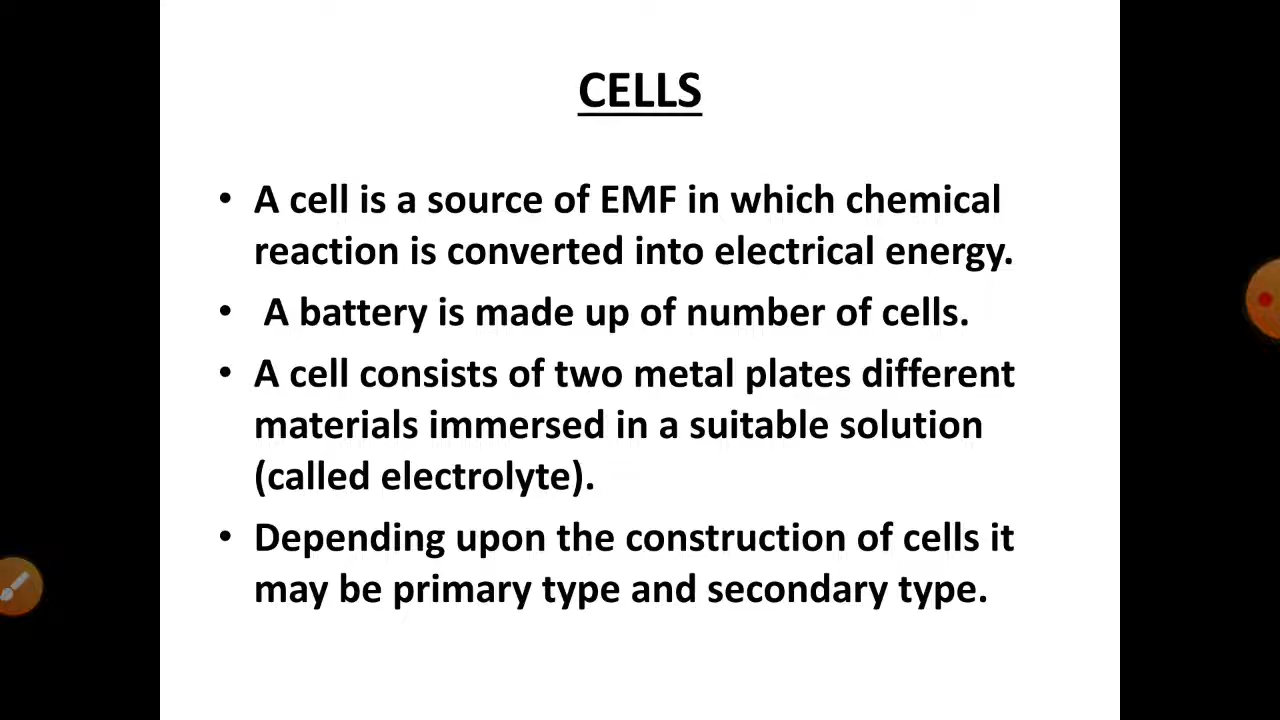 CELLS
• A cell is a source of EMF in which chemical
reaction is converted into electrical energy.
• A battery is made up of number of cells.
• A cell consists of two metal plates different
materials immersed in a suitable solution
(called electrolyte).
• Depending upon the construction of cells it
may be primary type and secondary type.